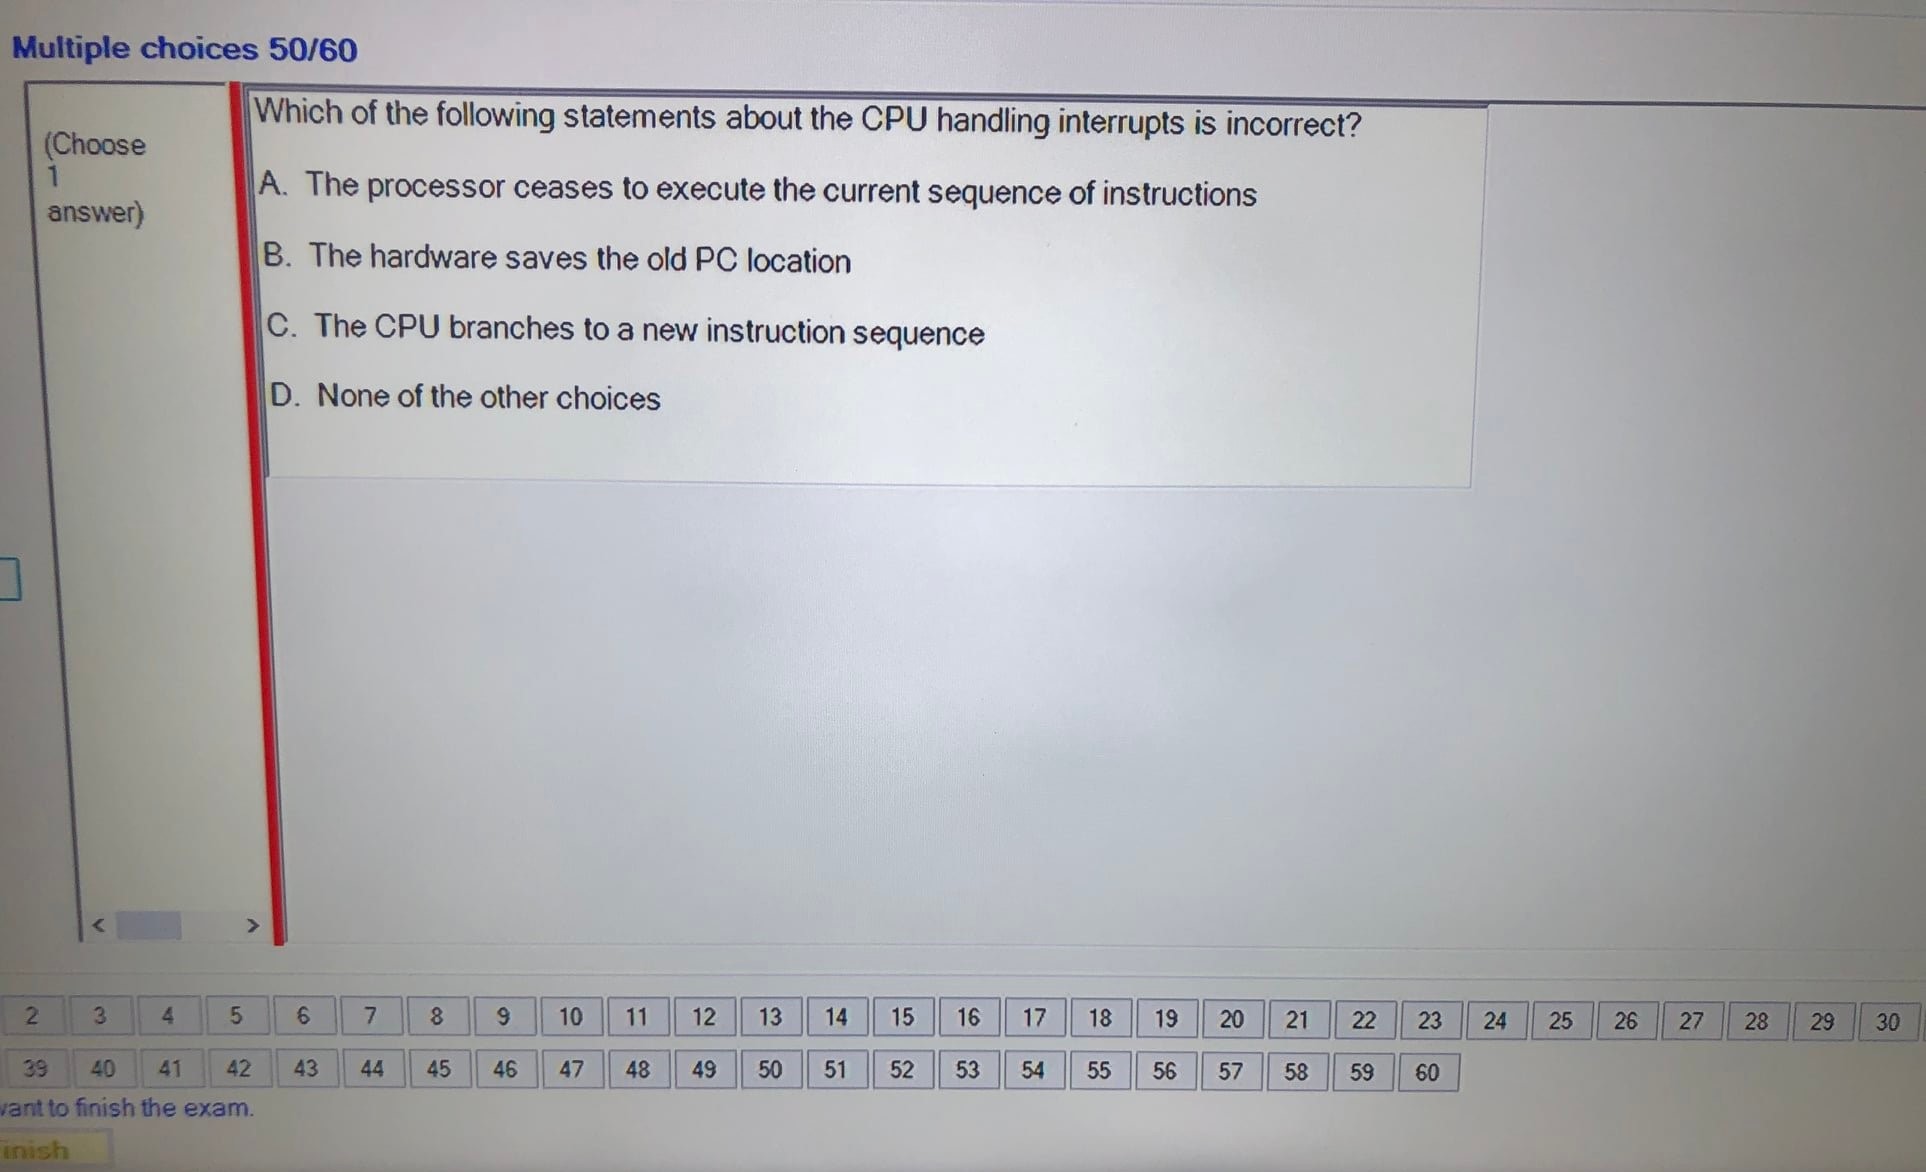 Multiple choices 50/60
(Choose
1
answer)
Which of the following statements about the CPU handling interrupts is incorrect?
A. The processor ceases to execute the current sequence of instructions
B. The hardware saves the old PC location
C. The CPU branches to a new instruction sequence
D. None of the other choices
< >
2 3 4 5 6 7 8 9 10 11 12 13 14 15 16 17 18 19 20 21 22 23 24 25 26 27 28 29 30
39 40 41 42 43 44 45 46 47 48 49 50 51 52 53 54 55 56 57 58 59 60
want to finish the exam.
inish